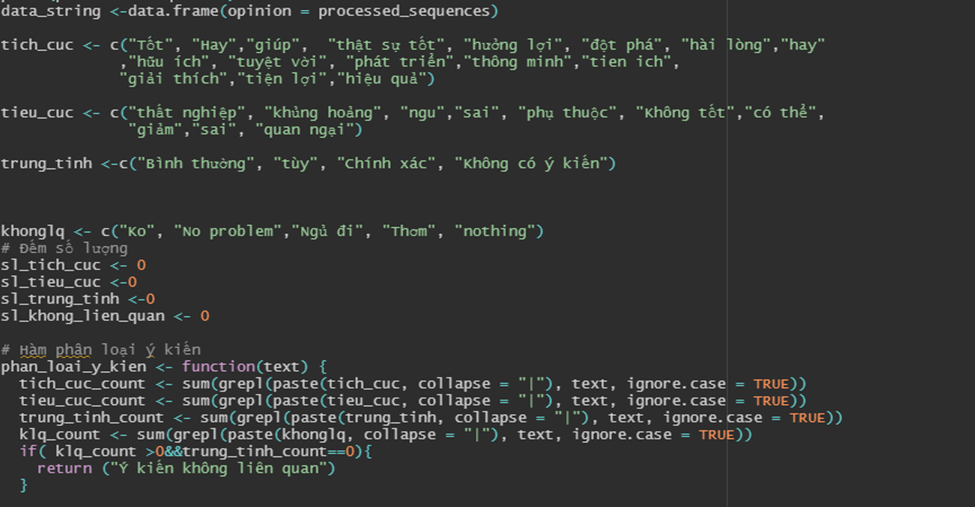 data_string <-data.frame(opinion = processed_sequences)
tich_cuc <- c("Tốt", "Hay","giúp",  "thật sự tốt", "hưởng lợi", "đột phá", "hài lòng","hay"
,"hữu ích", "tuyệt vời", "phát triển","thông minh","tien ich",
"giải thích","tiện lợi","hiệu quả")
tieu_cuc <- c("thất nghiệp", "khủng hoảng", "ngu","sai", "phụ thuộc", "Không tốt","có thể",
"giảm","sai", "quan ngại")
trung_tinh <-c("Bình thường", "tùy", "Chính xác", "Không có ý kiến")
khonglq <- c("Ko", "No problem","Ngủ đi", "Thơm", "nothing")
# Đếm số lượng
sl_tich_cuc <- 0
sl_tieu_cuc <-0
sl_trung_tinh <-0
sl_khong_lien_quan <- 0
# Hàm phân loại ý kiến
phan_loai_y_kien <- function(text) {
tich_cuc_count <- sum(grepl(paste(tich_cuc, collapse = "|"), text, ignore.case = TRUE))
tieu_cuc_count <- sum(grepl(paste(tieu_cuc, collapse = "|"), text, ignore.case = TRUE))
trung_tinh_count <- sum(grepl(paste(trung_tinh, collapse = "|"), text, ignore.case = TRUE))
klq_count <- sum(grepl(paste(khonglq, collapse = "|"), text, ignore.case = TRUE))
if( klq_count >0&&trung_tinh_count==0){
return ("Ý kiến không liên quan")
}